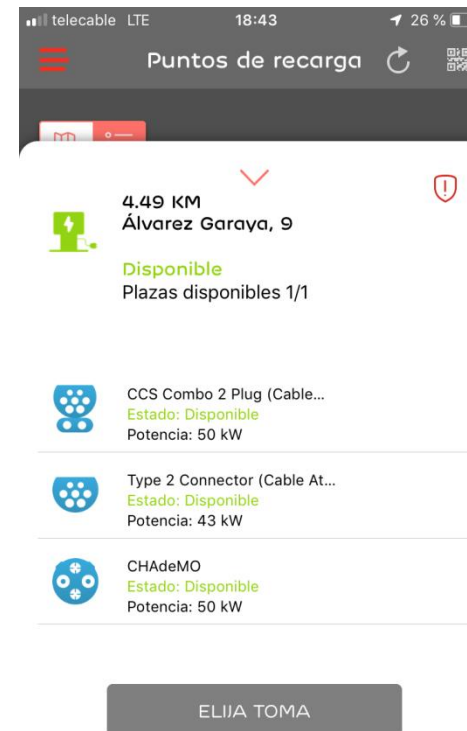 telecable LTE 18:43 26 %
Puntos de recarga
4.49 KM
Álvarez Garaya, 9
Disponible
Plazas disponibles 1/1
CCS Combo 2 Plug (Cable...
Estado: Disponible
Potencia: 50 kW
Type 2 Connector (Cable At...
Estado: Disponible
Potencia: 43 kW
CHAdeMO
Estado: Disponible
Potencia: 50 kW
ELIJA TOMA